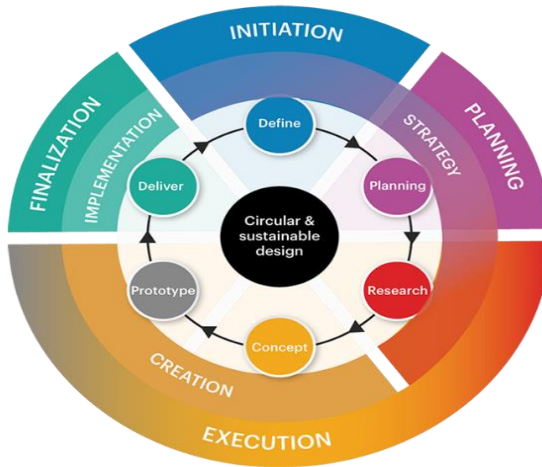 INITIATION
PLANNING
EXECUTION
FINALIZATION
STRATEGY
CREATION
IMPLEMENTATION
Define
Planning
Research
Concept
Prototype
Deliver
Circular &
sustainable
design